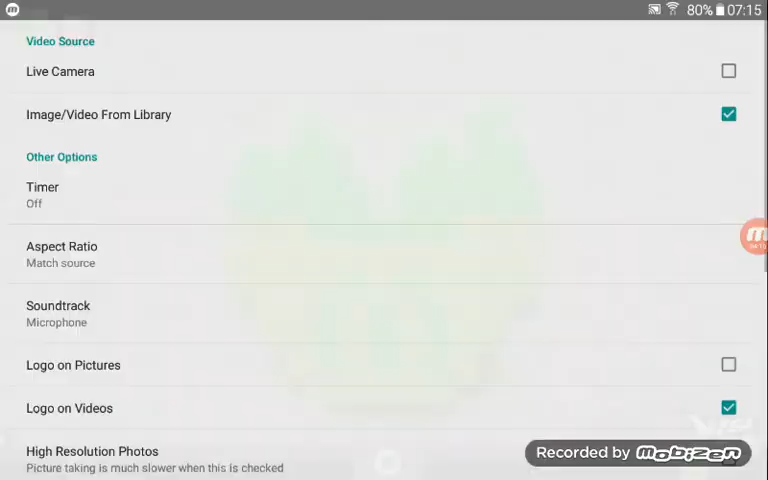 80% 07:15
Video Source
Live Camera
Image/Video From Library
Other Options
Timer
Off
Aspect Ratio
Match source
Soundtrack
Microphone
Logo on Pictures
Logo on Videos
High Resolution Photos
Picture taking is much slower when this is checked
Recorded by mobizen